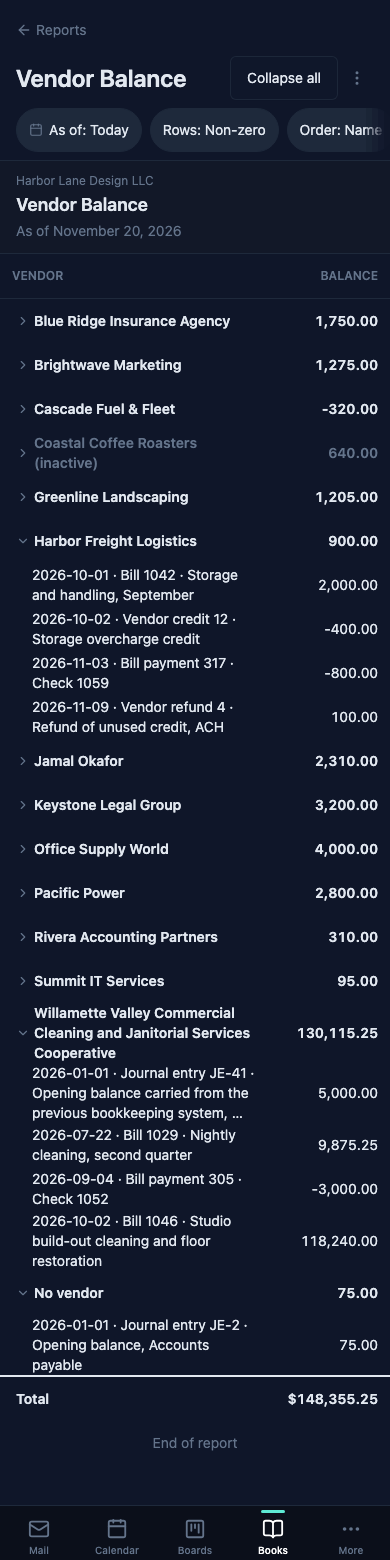 Reports
Vendor Balance
Collapse all
As of: Today
Rows: Non-zero
Order: Name
Harbor Lane Design LLC
Vendor Balance
As of November 20, 2026
VENDOR BALANCE
Blue Ridge Insurance Agency 1,750.00
Brightwave Marketing 1,275.00
Cascade Fuel & Fleet -320.00
Coastal Coffee Roasters
(inactive) 640.00
Greenline Landscaping 1,205.00
Harbor Freight Logistics 900.00
2026-10-01 · Bill 1042 · Storage
and handling, September 2,000.00
2026-10-02 · Vendor credit 12 ·
Storage overcharge credit -400.00
2026-11-03 · Bill payment 317 ·
Check 1059 -800.00
2026-11-09 · Vendor refund 4 ·
Refund of unused credit, ACH 100.00
Jamal Okafor 2,310.00
Keystone Legal Group 3,200.00
Office Supply World 4,000.00
Pacific Power 2,800.00
Rivera Accounting Partners 310.00
Summit IT Services 95.00
Willamette Valley Commercial
Cleaning and Janitorial Services 130,115.25
Cooperative
2026-01-01 · Journal entry JE-41 ·
Opening balance carried from the 5,000.00
previous bookkeeping system, ...
2026-07-22 · Bill 1029 · Nightly
cleaning, second quarter 9,875.25
2026-09-04 · Bill payment 305 ·
Check 1052 -3,000.00
2026-10-02 · Bill 1046 · Studio
build-out cleaning and floor 118,240.00
restoration
No vendor 75.00
2026-01-01 · Journal entry JE-2 ·
Opening balance, Accounts 75.00
payable
Total $148,355.25
End of report
Mail Calendar Boards Books More